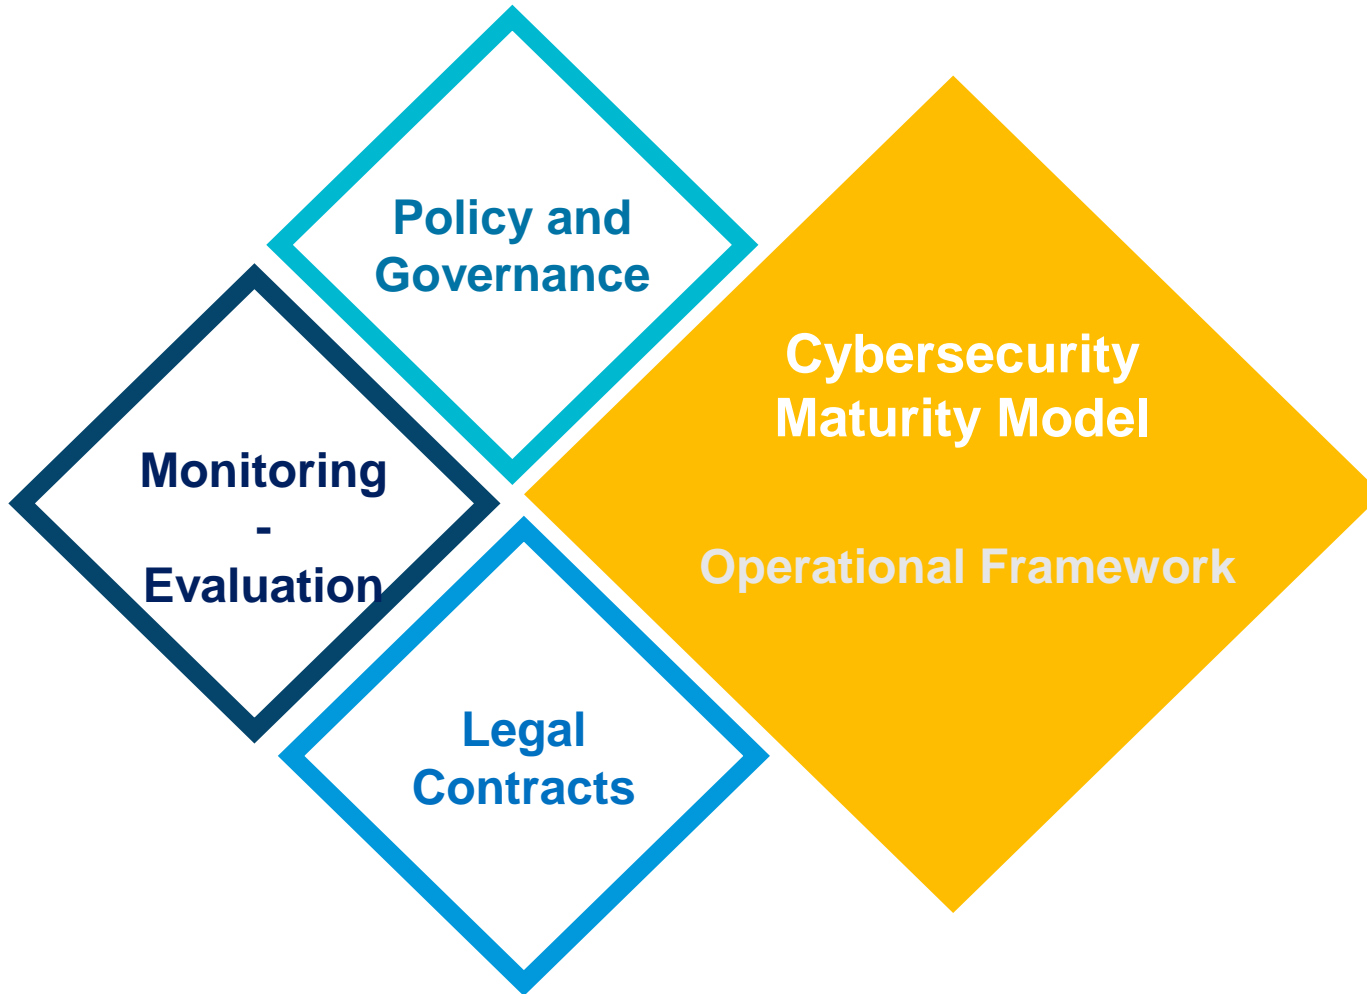 Policy and
Governance
Cybersecurity
Maturity Model
Operational Framework
Monitoring
-
Evaluation
Legal
Contracts